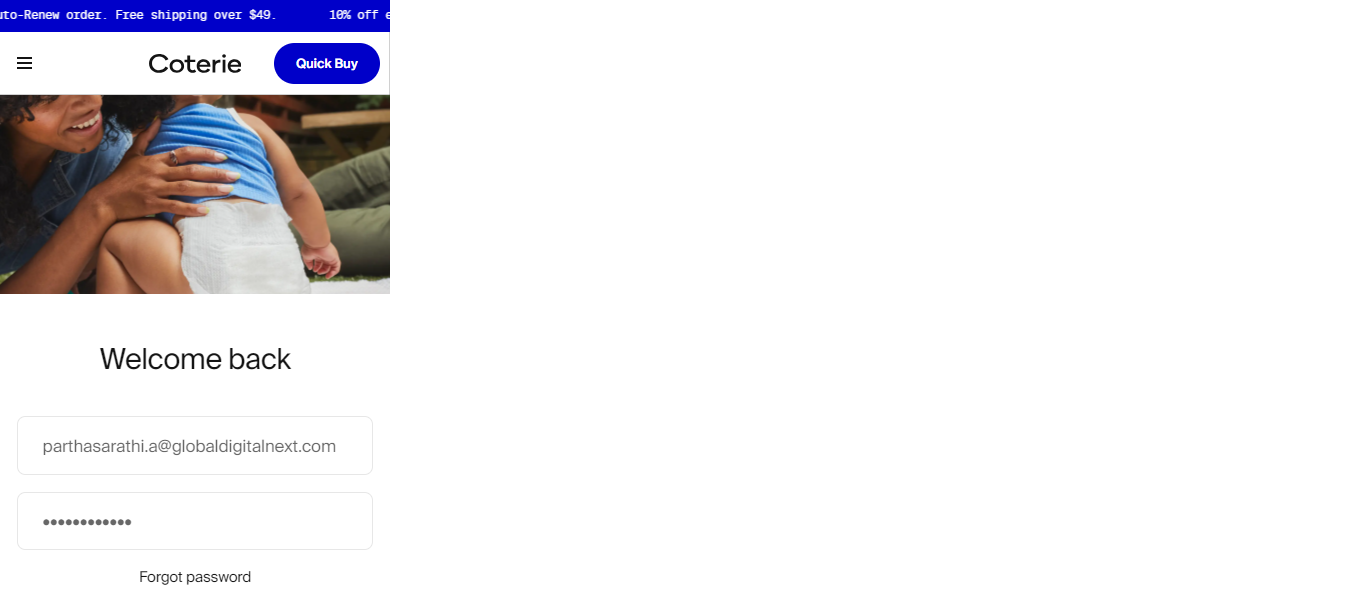 uto-Renew order. Free shipping over $49. 10% off e
Coterie
Quick Buy
Welcome back
parthasarathi.a@globaldigitalnext.com
••••••••••••
Forgot password